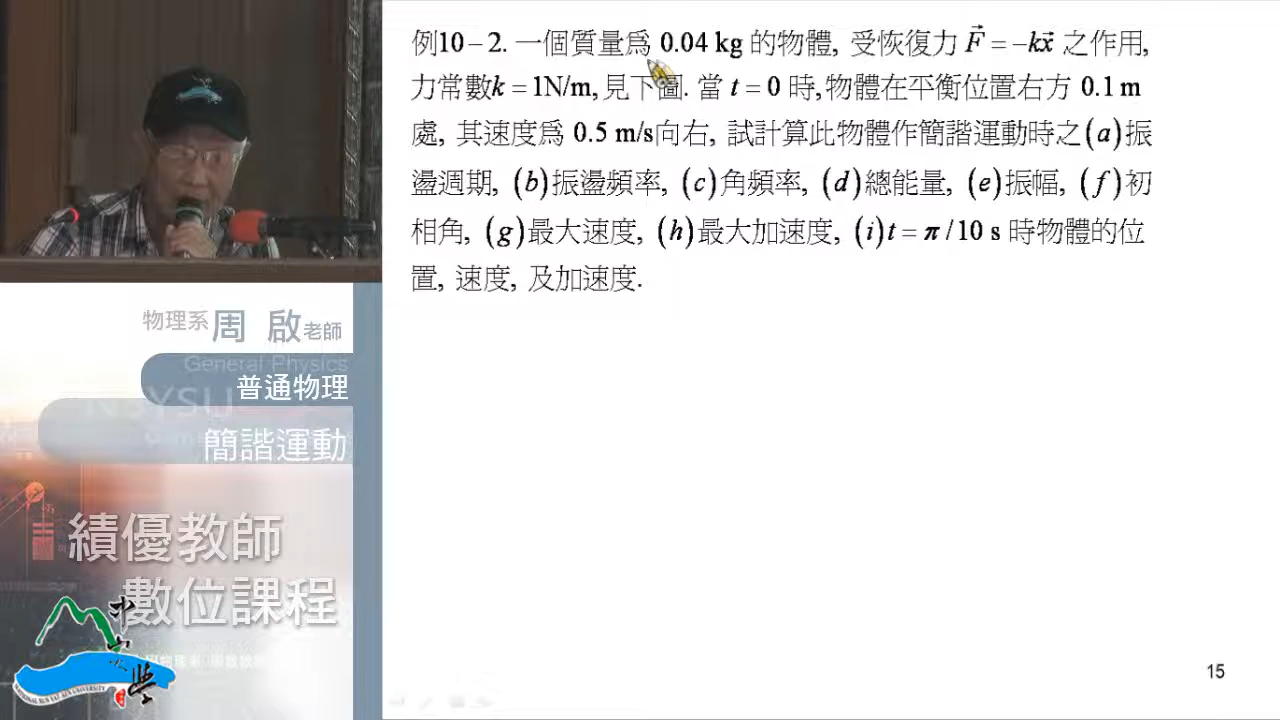 例10－2. 一個質量爲 0.04 kg 的物體, 受恢復力 F⃗ = −kx⃗ 之作用,
力常數k = 1N/m, 見下圖. 當 t = 0 時,物體在平衡位置右方 0.1 m
處, 其速度爲 0.5 m/s向右, 試計算此物體作簡諧運動時之(a)振
盪週期, (b)振盪頻率, (c)角頻率, (d)總能量, (e)振幅, (f)初
相角, (g)最大速度, (h)最大加速度, (i)t = π/10 s 時物體的位
置, 速度, 及加速度.
物理系周 啟老師
General Physics
普通物理
NSYSU
簡諧運動
績優教師
數位課程
15